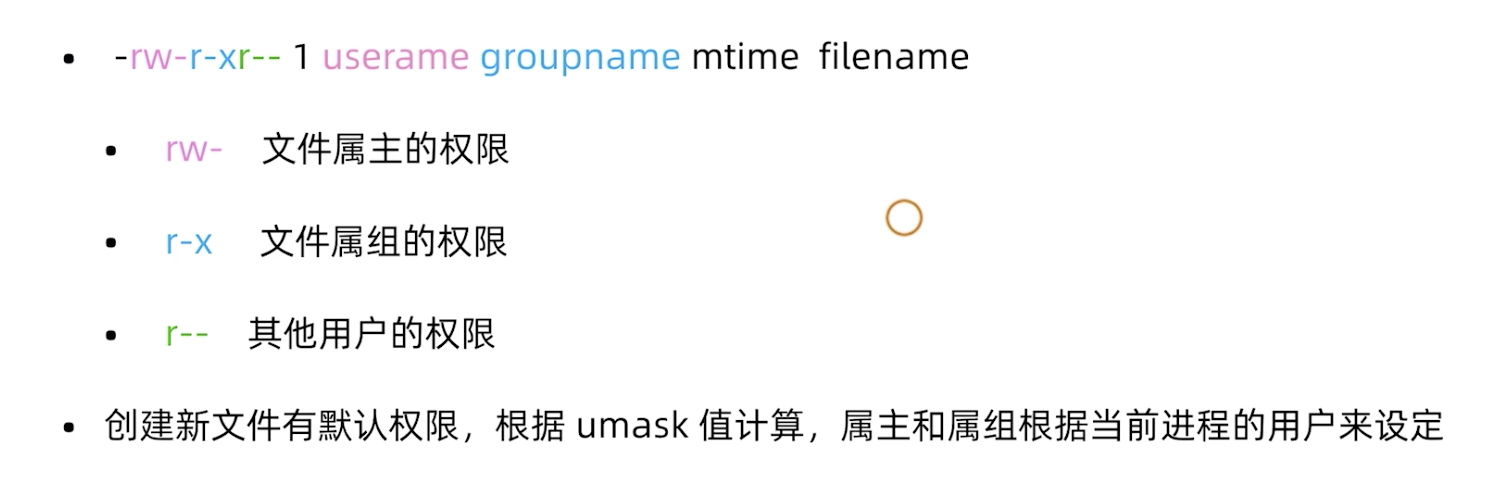 • -rw-r-xr-- 1 userame groupname mtime filename
• rw- 文件属主的权限
• r-x 文件属组的权限
• r-- 其他用户的权限
• 创建新文件有默认权限，根据 umask 值计算，属主和属组根据当前进程的用户来设定